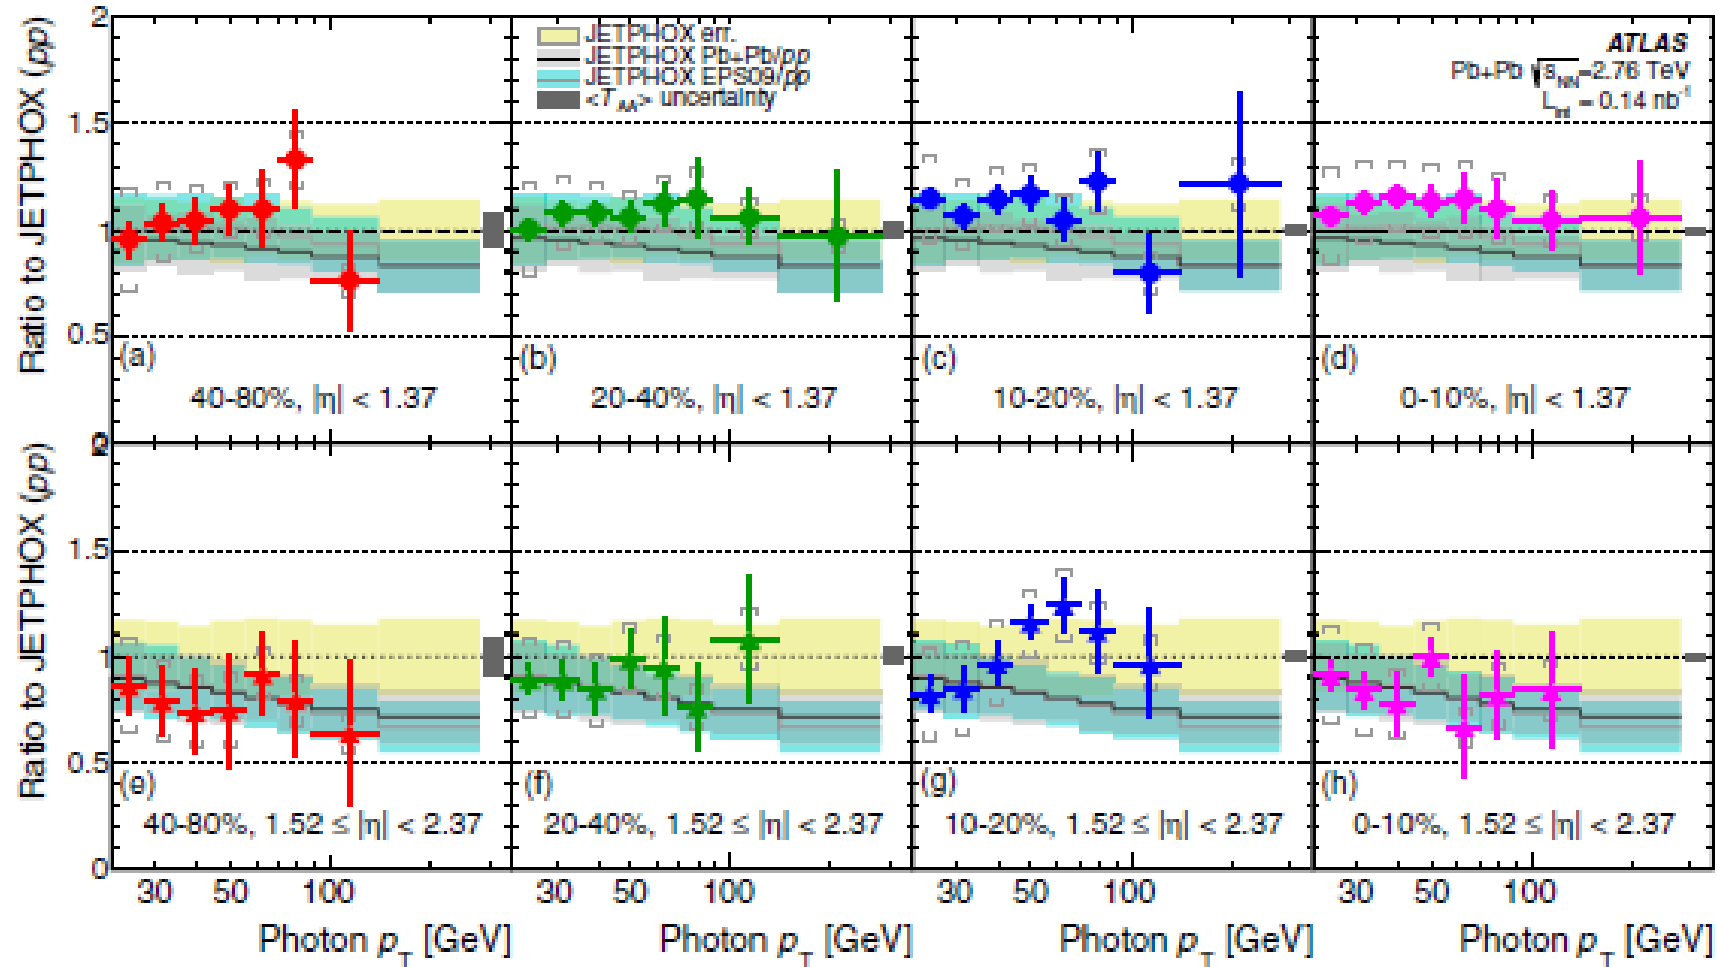 Ratio to JETPHOX (pp)
2
1.5
1
0.5
JETPHOX err.
JETPHOX Pb+Pb/pp
JETPHOX EPS09/pp
<T_AA> uncertainty
ATLAS
Pb+Pb √s_NN=2.76 TeV
L_int = 0.14 nb^-1
(a)
(b)
(c)
(d)
40-80%, |η| < 1.37
20-40%, |η| < 1.37
10-20%, |η| < 1.37
0-10%, |η| < 1.37
Ratio to JETPHOX (pp)
1.5
1
0.5
0
(e)
(f)
(g)
(h)
40-80%, 1.52 ≤ |η| < 2.37
20-40%, 1.52 ≤ |η| < 2.37
10-20%, 1.52 ≤ |η| < 2.37
0-10%, 1.52 ≤ |η| < 2.37
30 50 100
30 50 100
30 50 100
30 50 100
Photon p_T [GeV]
Photon p_T [GeV]
Photon p_T [GeV]
Photon p_T [GeV]